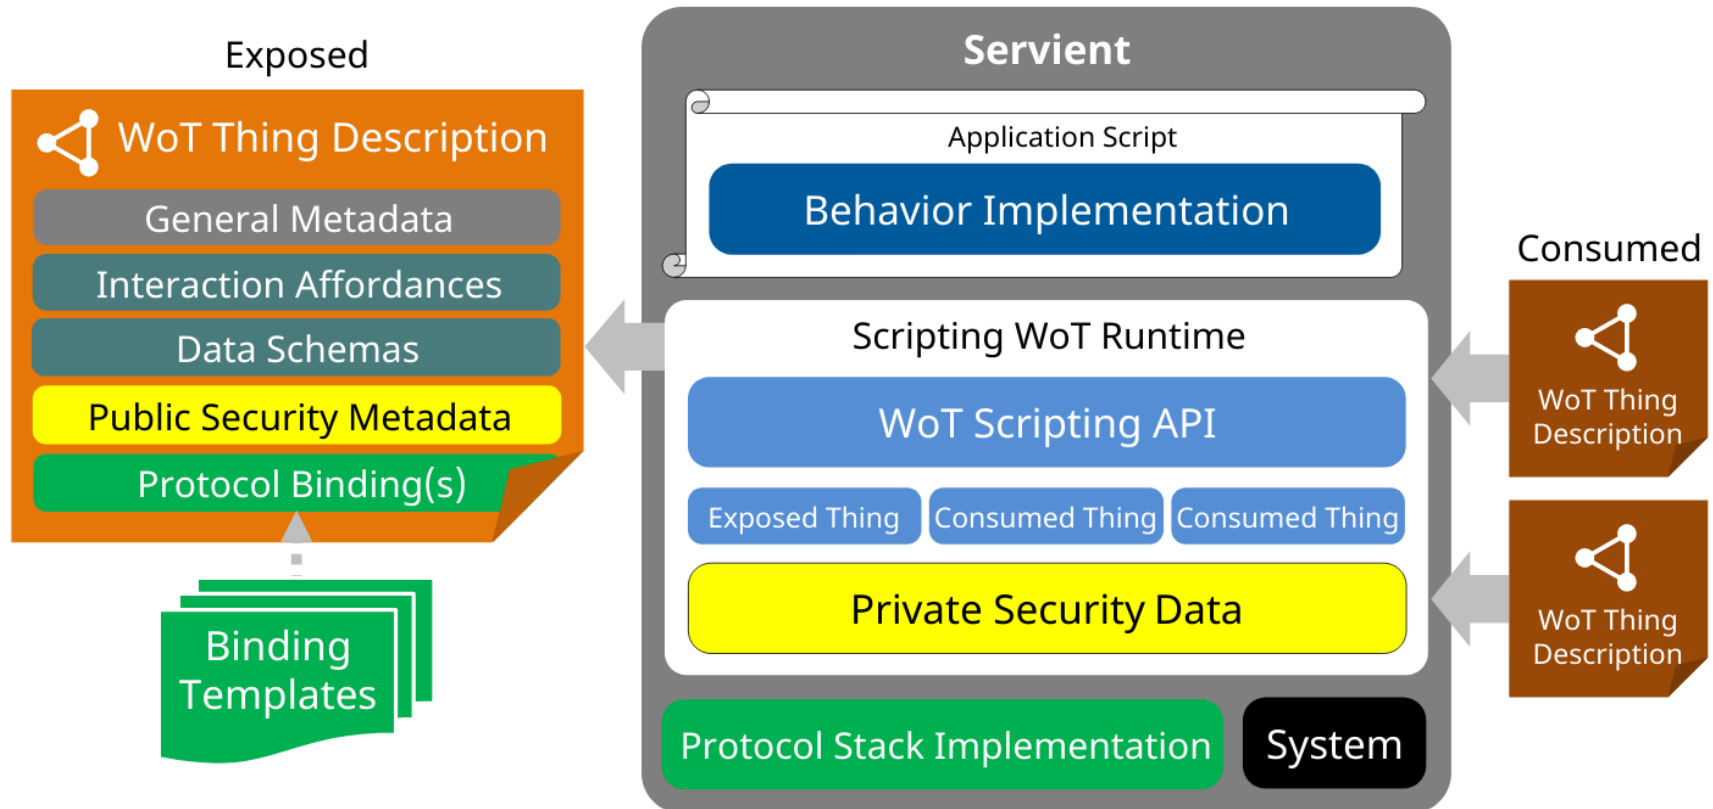 Exposed
WoT Thing Description
General Metadata
Interaction Affordances
Data Schemas
Public Security Metadata
Protocol Binding(s)
Binding
Templates
Servient
Application Script
Behavior Implementation
Scripting WoT Runtime
WoT Scripting API
Exposed Thing
Consumed Thing
Consumed Thing
Private Security Data
Protocol Stack Implementation
System
Consumed
WoT Thing
Description
WoT Thing
Description